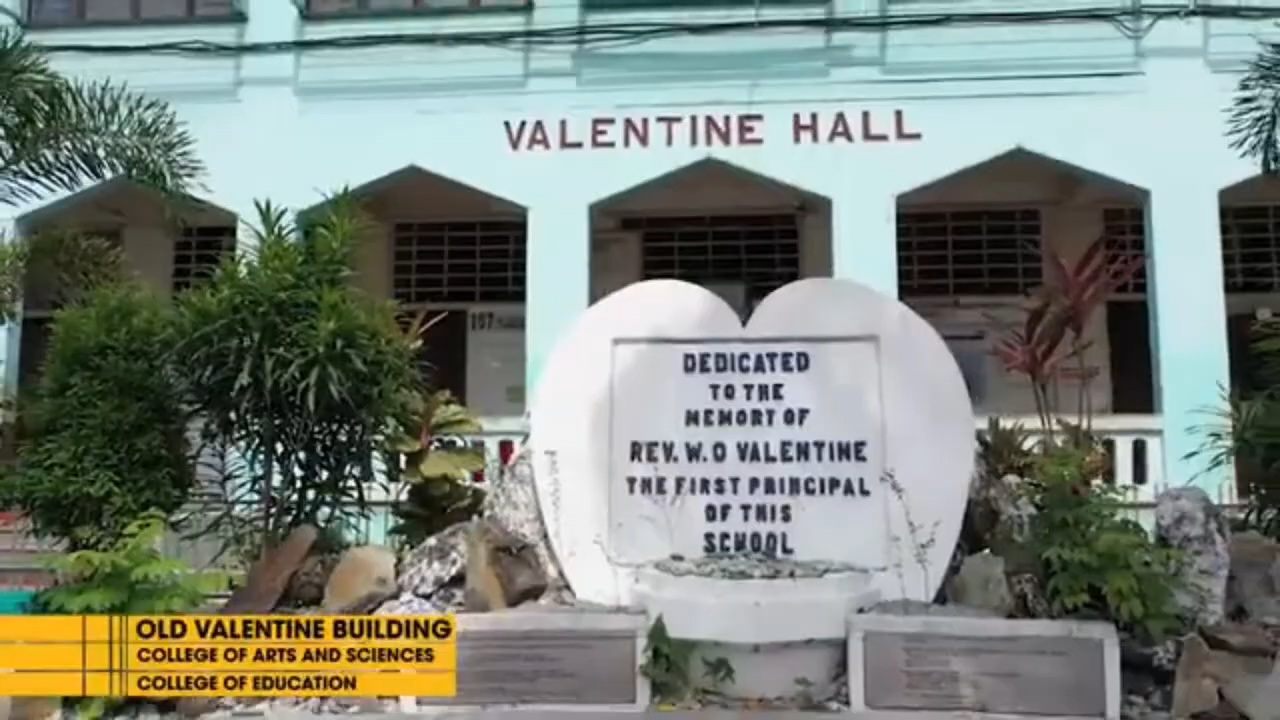 VALENTINE HALL
107
DEDICATED
TO THE
MEMORY OF
REV. W.O VALENTINE
THE FIRST PRINCIPAL
OF THIS
SCHOOL
OLD VALENTINE BUILDING
COLLEGE OF ARTS AND SCIENCES
COLLEGE OF EDUCATION